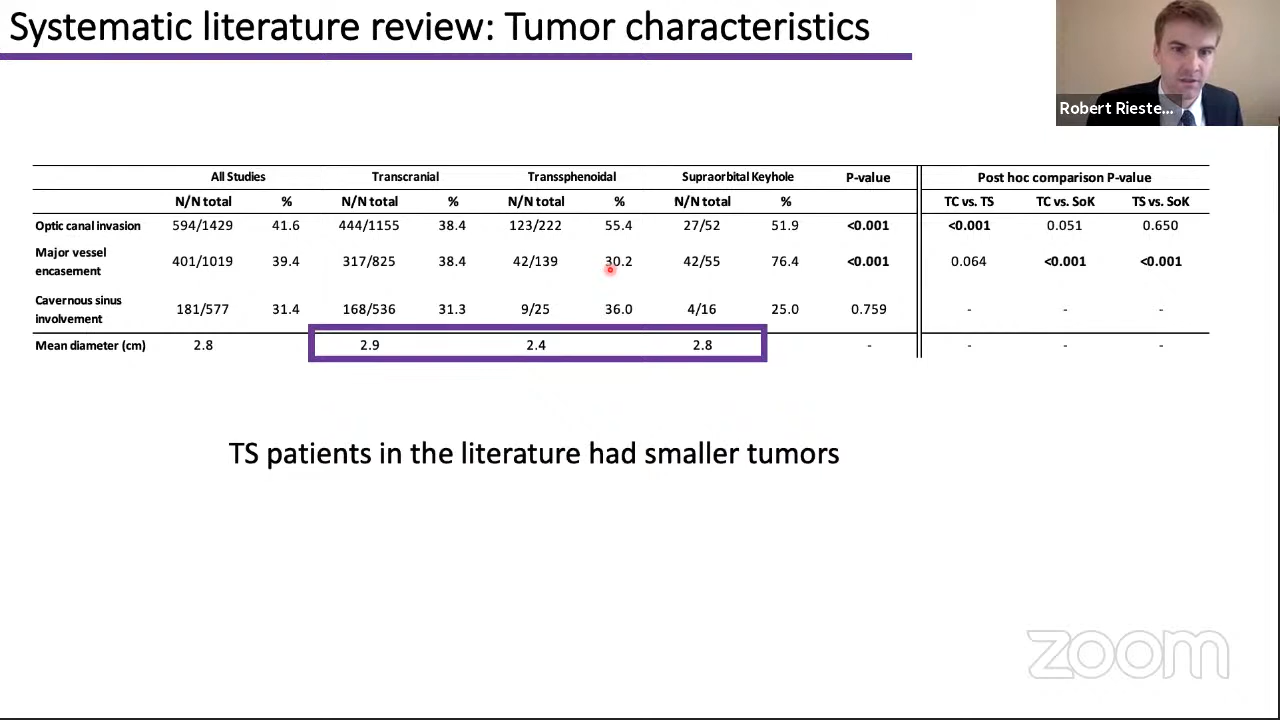 Systematic literature review: Tumor characteristics
Robert Rieste...
All Studies Transcranial Transsphenoidal Supraorbital Keyhole P-value Post hoc comparison P-value
N/N total % N/N total % N/N total % N/N total % TC vs. TS TC vs. SoK TS vs. SoK
Optic canal invasion 594/1429 41.6 444/1155 38.4 123/222 55.4 27/52 51.9 <0.001 <0.001 0.051 0.650
Major vessel encasement 401/1019 39.4 317/825 38.4 42/139 30.2 42/55 76.4 <0.001 0.064 <0.001 <0.001
Cavernous sinus involvement 181/577 31.4 168/536 31.3 9/25 36.0 4/16 25.0 0.759 - - -
Mean diameter (cm) 2.8 2.9 2.4 2.8 - - - -
TS patients in the literature had smaller tumors
zoom